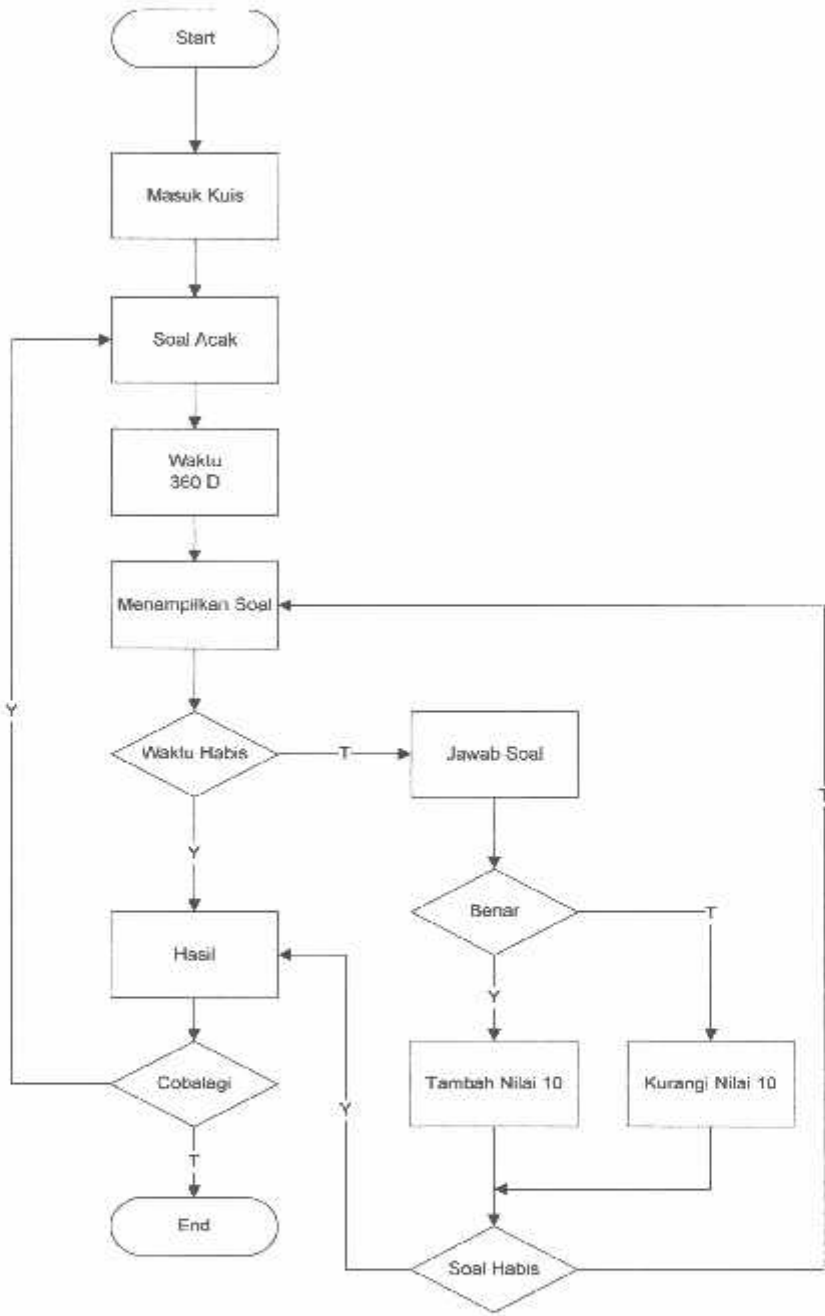 Start
Masuk Kuis
Soal Acak
Waktu
360 D
Menampilkan Soal
Y
Waktu Habis
T
Jawab Soal
T
Y
Benar
T
Hasil
Y
Cobalagi
Tambah Nilai 10
Kurangi Nilai 10
Y
T
End
Soal Habis